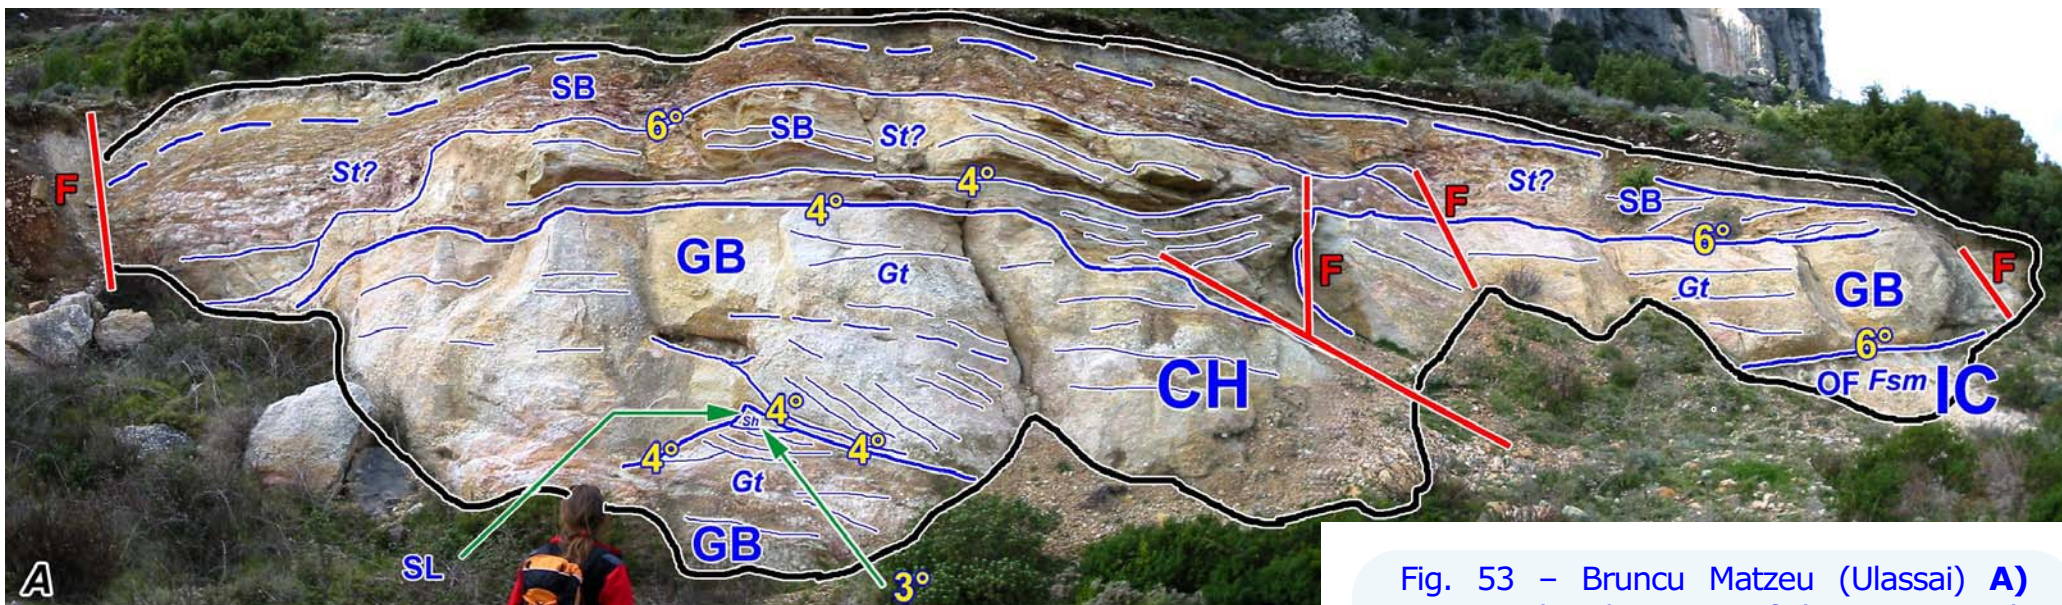 SB
6°
SB
St?
F
St?
4°
4°
St?
SB
F
6°
F
GB
Gt
F
Gt
GB
6°
CH
OF Fsm IC
Sh
4°
4°
4°
Gt
GB
SL
3°
A
Fig. 53 – Bruncu Matzeu (Ulassai) A)